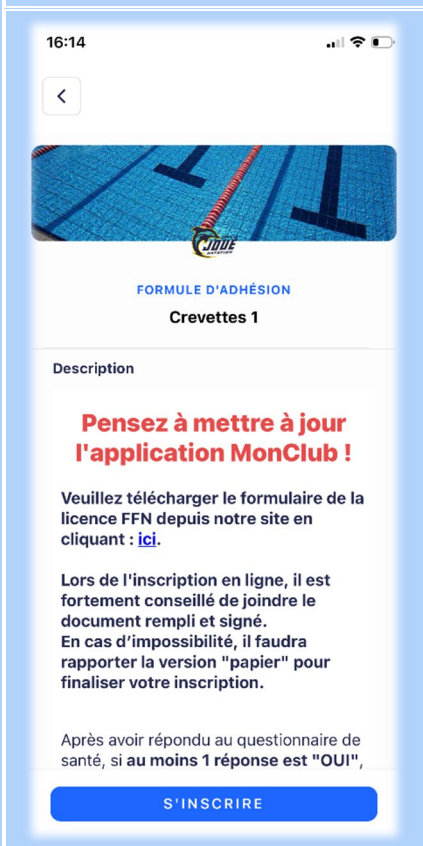 16:14
JOUÉ
NATATION
FORMULE D'ADHÉSION
Crevettes 1
Description
Pensez à mettre à jour
l'application MonClub !
Veuillez télécharger le formulaire de la
licence FFN depuis notre site en
cliquant : ici.
Lors de l'inscription en ligne, il est
fortement conseillé de joindre le
document rempli et signé.
En cas d’impossibilité, il faudra
rapporter la version "papier" pour
finaliser votre inscription.
Après avoir répondu au questionnaire de
santé, si au moins 1 réponse est "OUI",
S'INSCRIRE